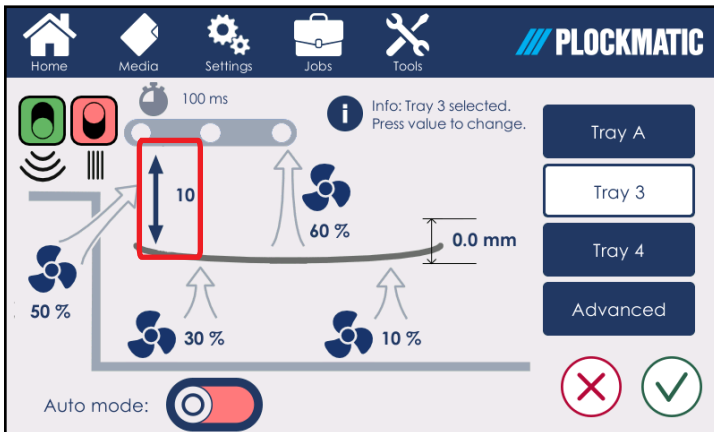 Home
Media
Settings
Jobs
Tools
PLOCKMATIC
100 ms
i
Info: Tray 3 selected.
Press value to change.
Tray A
10
Tray 3
60 %
0.0 mm
Tray 4
50 %
30 %
10 %
Advanced
Auto mode: